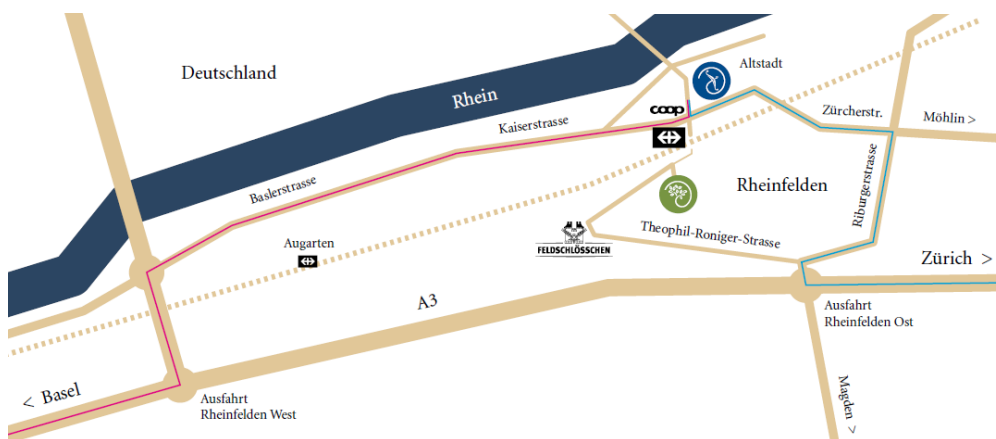 Deutschland
Rhein
Altstadt
coop
Kaiserstrasse
Zürcherstr.
Möhlin >
Baslerstrasse
Riburgerstrasse
Rheinfelden
Augarten
FELDSCHLÖSSCHEN
Theophil-Roniger-Strasse
Zürich >
A3
Ausfahrt
Rheinfelden Ost
< Basel
Ausfahrt
Rheinfelden West
Magden >